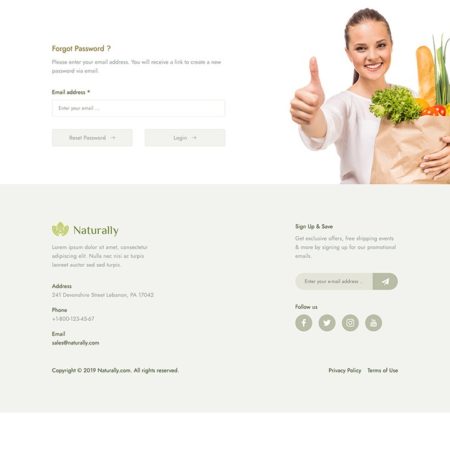 Forgot Password ?
Please enter your email address. You will receive a link to create a new
password via email.
Email address *
Enter your email ...
Reset Password →
Login →
Naturally
Lorem ipsum dolor sit amet, consectetur
adipiscing elit. Nulla nec nisi ac turpis
laoreet auctor sed sed turpis.
Address
241 Devonshire Street Lebanon, PA 17042
Phone
+1-800-123-45-67
Email
sales@naturally.com
Sign Up & Save
Get exclusive offers, free shipping events
& more by signing up for our promotional
emails.
Enter your email address ..
Follow us
Copyright © 2019 Naturally.com. All rights reserved.
Privacy Policy Terms of Use